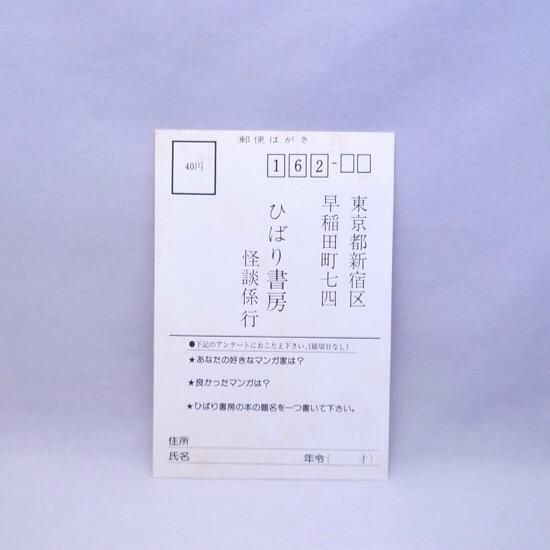 郵便はがき
40円
162-
東京都新宿区
早稲田町七四
ひばり書房
怪談係行
●下記のアンケートにおこたえ下さい。(締切日なし)
★あなたの好きなマンガ家は?
★良かったマンガは?
★ひばり書房の本の題名を一つ書いて下さい。
住所
氏名 年令( 才)